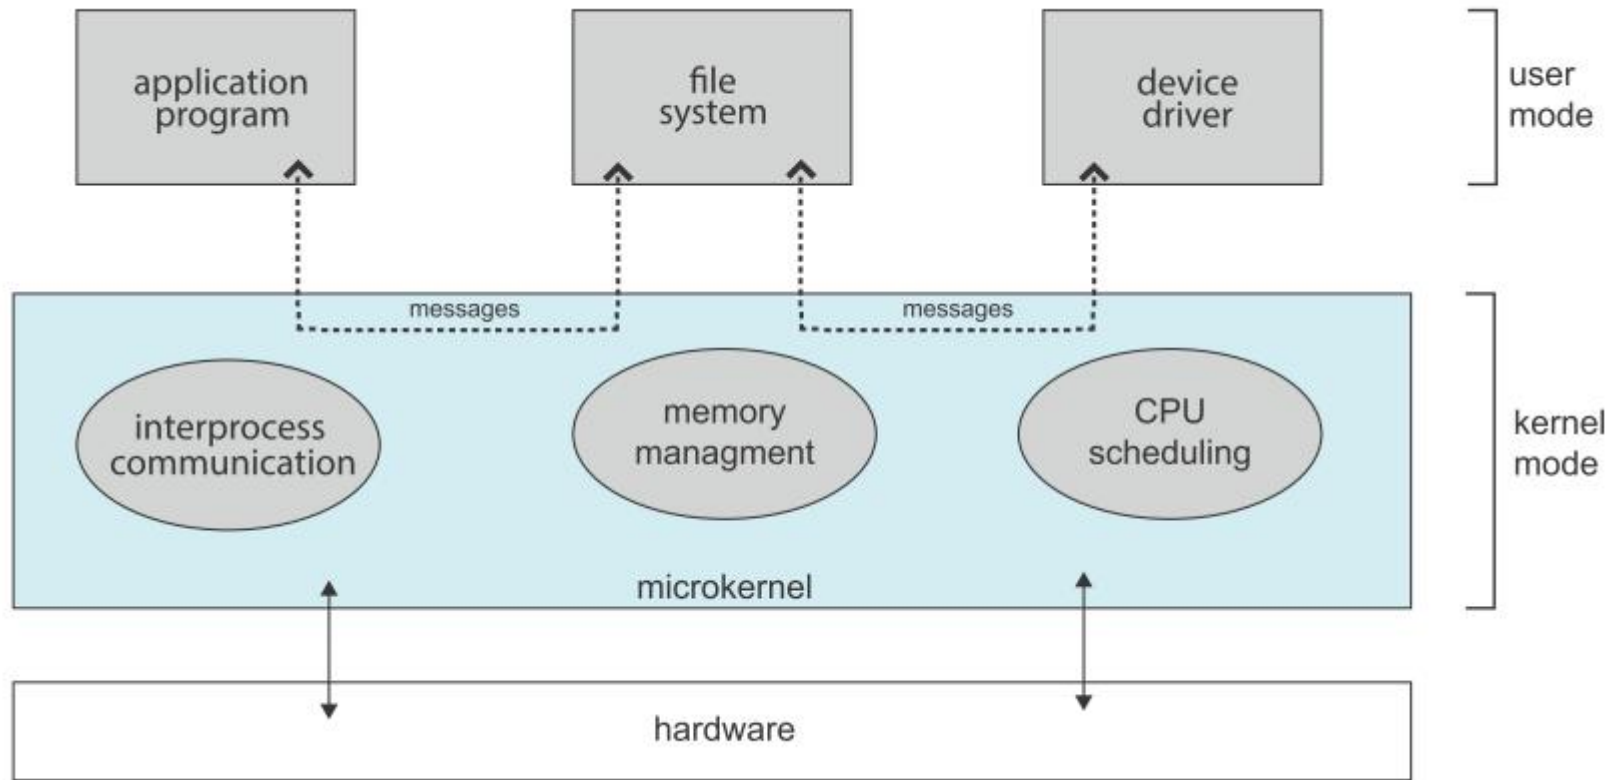 application
program
file
system
device
driver
user
mode
messages
messages
interprocess
communication
memory
managment
CPU
scheduling
kernel
mode
microkernel
hardware